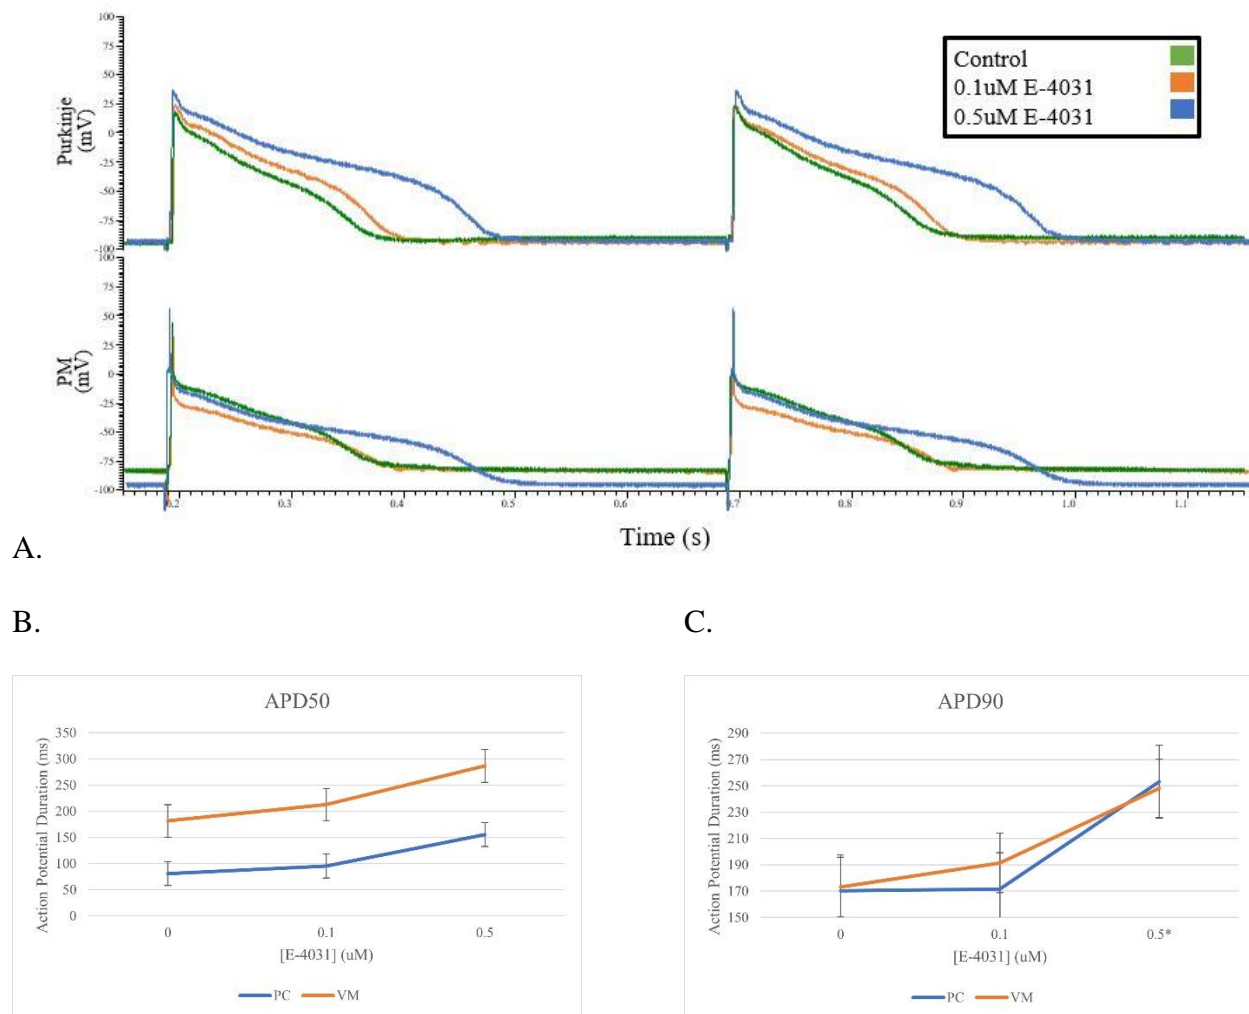 100
75
50
25
0
-25
-50
-75
-100
Purkinje
(mV)
Control
0.1uM E-4031
0.5uM E-4031
100
75
50
25
0
-25
-50
-75
-100
PM
(mV)
0.2 0.3 0.4 0.5 0.6 0.7 0.8 0.9 1.0 1.1
Time (s)
A.
B.
APD50
Action Potential Duration (ms)
350
300
250
200
150
100
50
0
0 0.1 0.5
[E-4031] (uM)
PC VM
C.
APD90
Action Potential Duration (ms)
290
270
250
230
210
190
170
150
0 0.1 0.5*
[E-4031] (uM)
PC VM